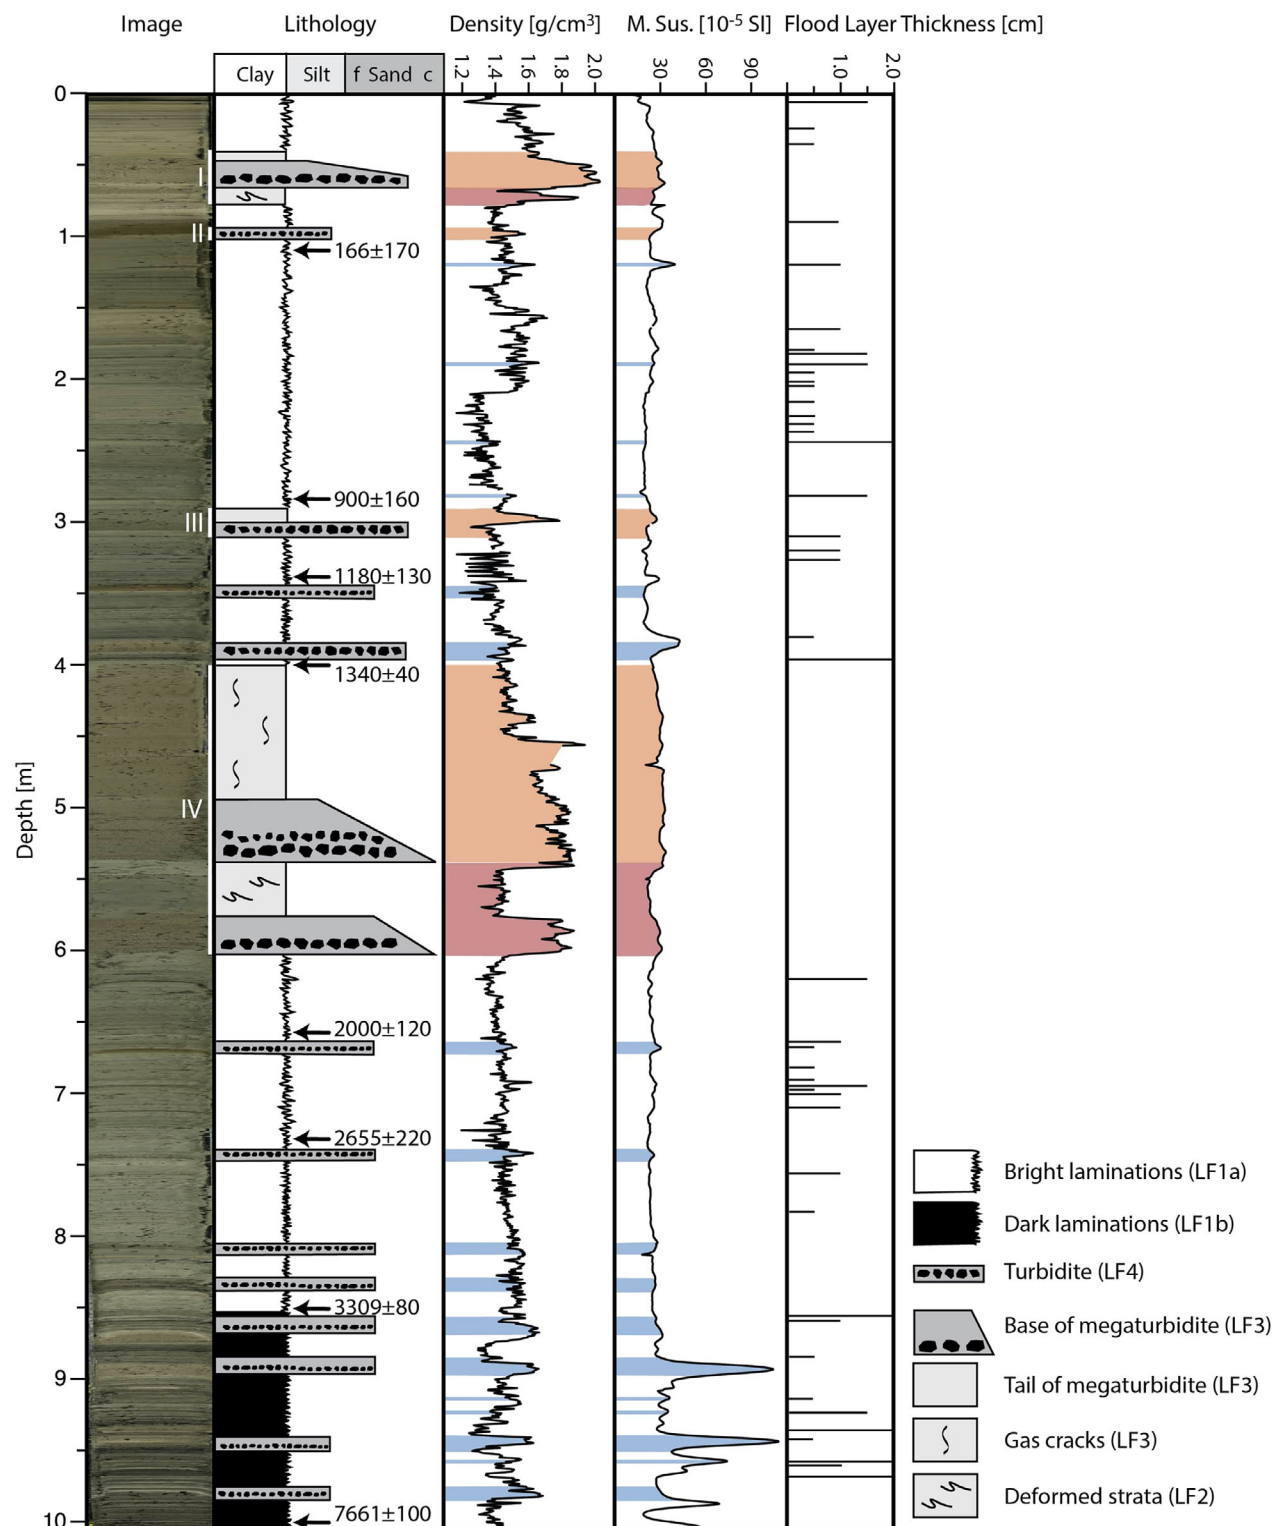 Image Lithology Density [g/cm³] M. Sus. [10⁻⁵ SI] Flood Layer Thickness [cm]
Clay Silt f Sand c 1.2 1.4 1.6 1.8 2.0 30 60 90 1.0 2.0
0
I
II
1
166±170
2
900±160
3
III
1180±130
4
1340±40
Depth [m]
5
IV
6
2000±120
7
2655±220
8
3309±80
9
7661±100
10
Bright laminations (LF1a)
Dark laminations (LF1b)
Turbidite (LF4)
Base of megaturbidite (LF3)
Tail of megaturbidite (LF3)
Gas cracks (LF3)
Deformed strata (LF2)